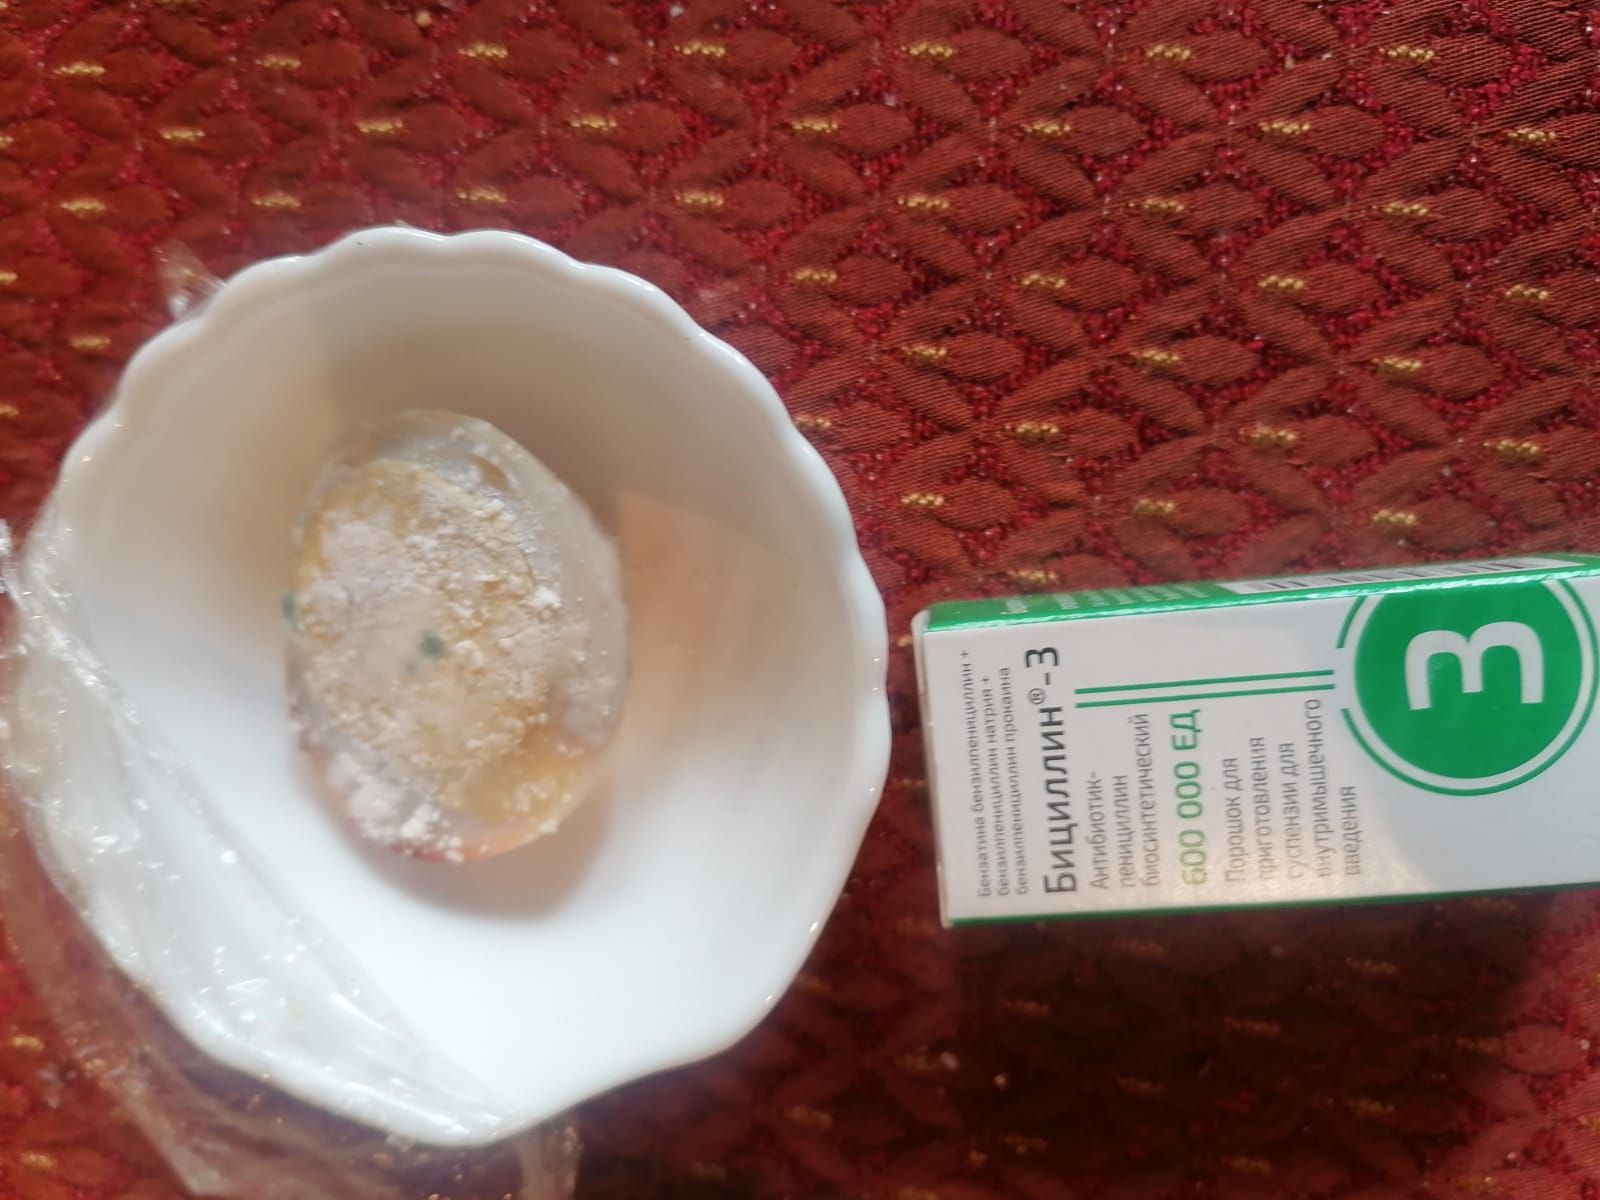 Бензатина бензилпенициллин +
бензилпенициллин натрия +
бензилпенициллин прокаина
Бициллин®-3
Антибиотик-
пенициллин
биосинтетический
600 000 ЕД
Порошок для
приготовления
суспензии для
внутримышечного
введения
3